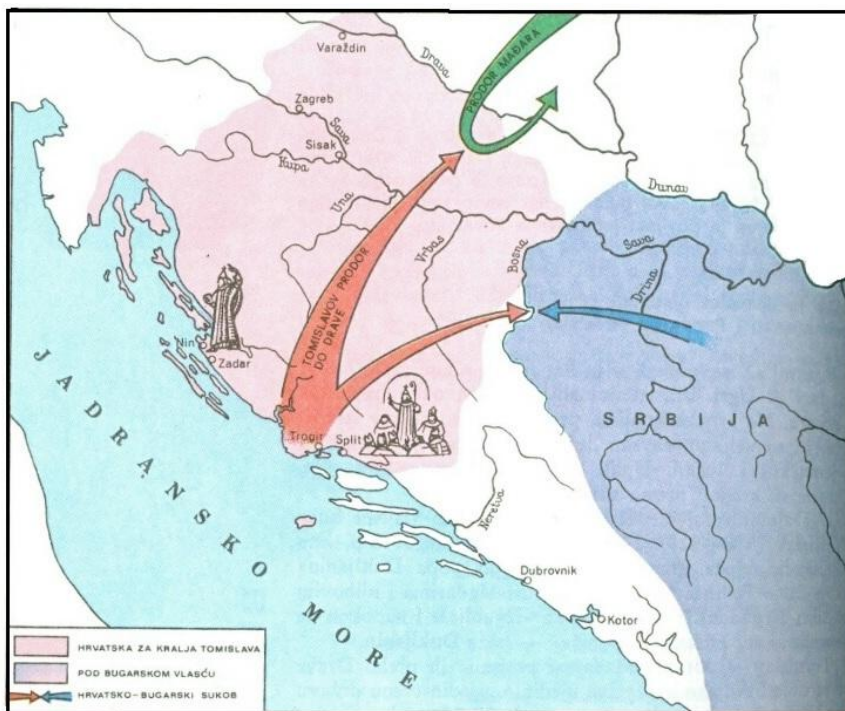 Varaždin
Drava
PRODOR MAĐARA
Zagreb
Sava
Sisak
Kupa
Una
Dunav
Vrbas
Bosna
Sava
Drina
TOMISLAVOV PRODOR
DO DRAVE
Nin
Zadar
SRBIJA
Trogir
Split
JADRANSKO MORE
Neretva
Dubrovnik
Kotor
HRVATSKA ZA KRALJA TOMISLAVA
POD BUGARSKOM VLAŠĆU
HRVATSKO-BUGARSKI SUKOB